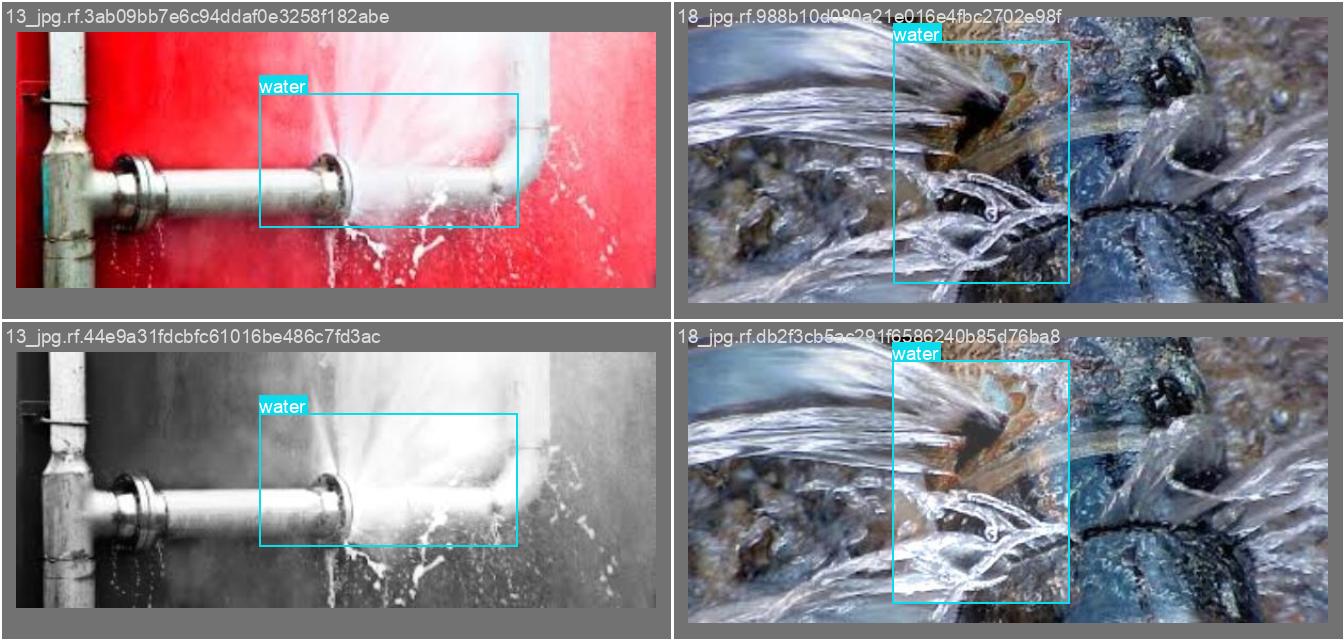 13_jpg.rf.3ab09bb7e6c94ddaf0e3258f182abe
water
18_jpg.rf.988b10d080a21e016e4fbc2702e98f
water
13_jpg.rf.44e9a31fdcbfc61016be486c7fd3ac
water
18_jpg.rf.db2f3cb5ac291f6586240b85d76ba8
water